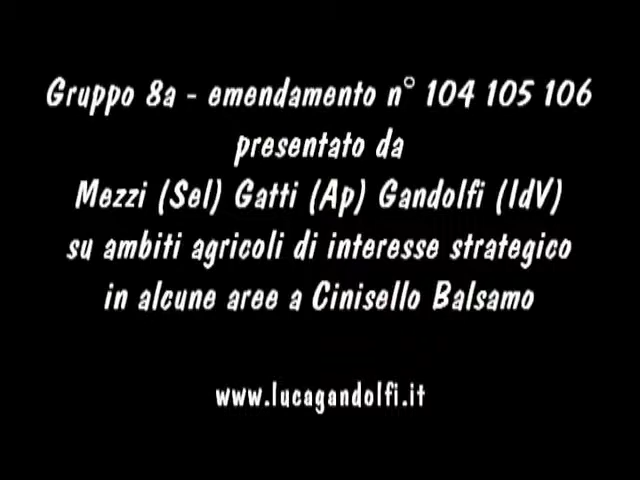 Gruppo 8a - emendamento n° 104 105 106
presentato da
Mezzi (Sel) Gatti (Ap) Gandolfi (IdV)
su ambiti agricoli di interesse strategico
in alcune aree a Cinisello Balsamo
www.lucagandolfi.it